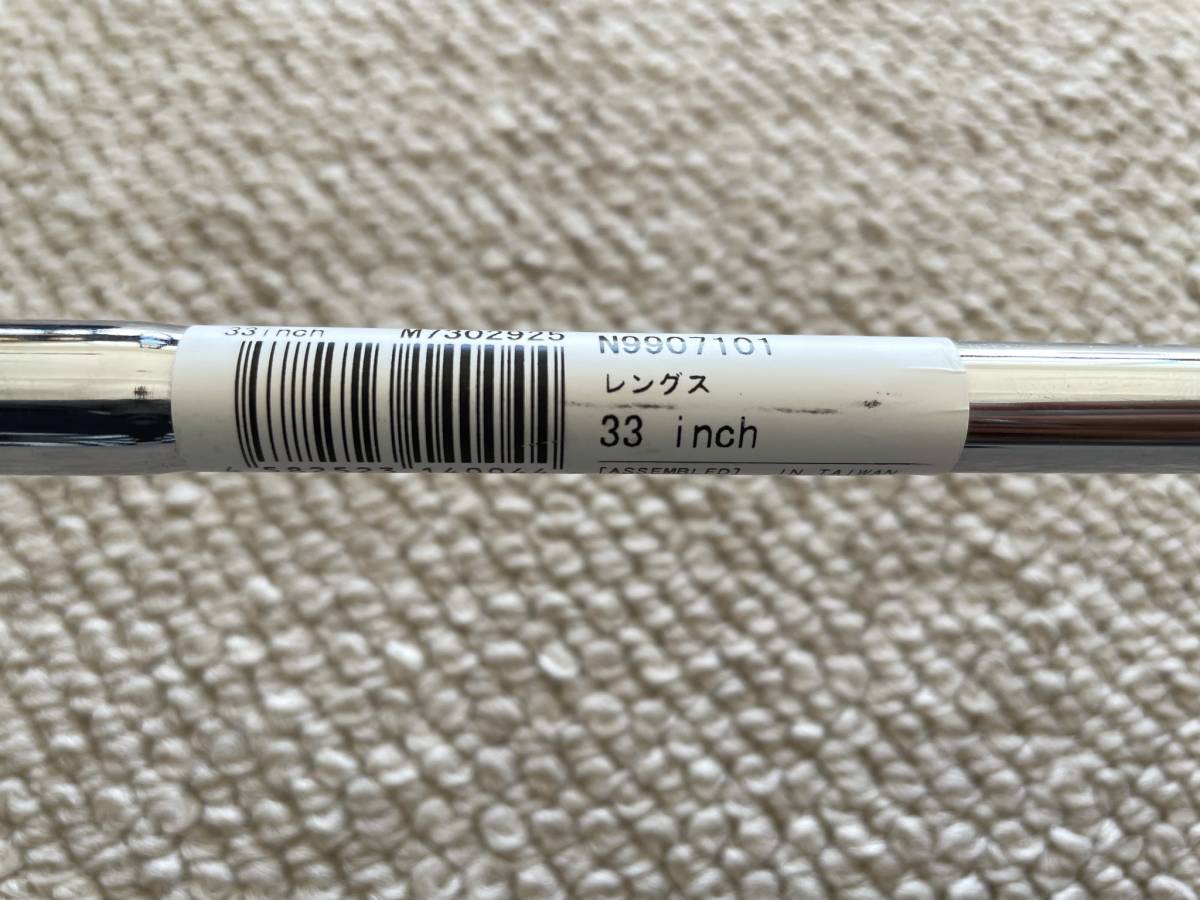 33inch M7302925
N9907101
レングス
33 inch
[ASSEMBLED] IN TAIWAN